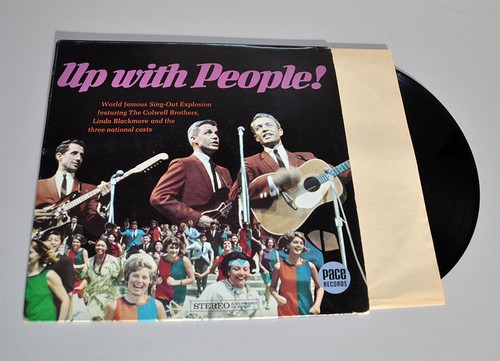 Up with People!
World famous Sing-Out Explosion
featuring The Colwell Brothers,
Linda Blackmore and the
three national casts
STEREO
PACE
RECORDS